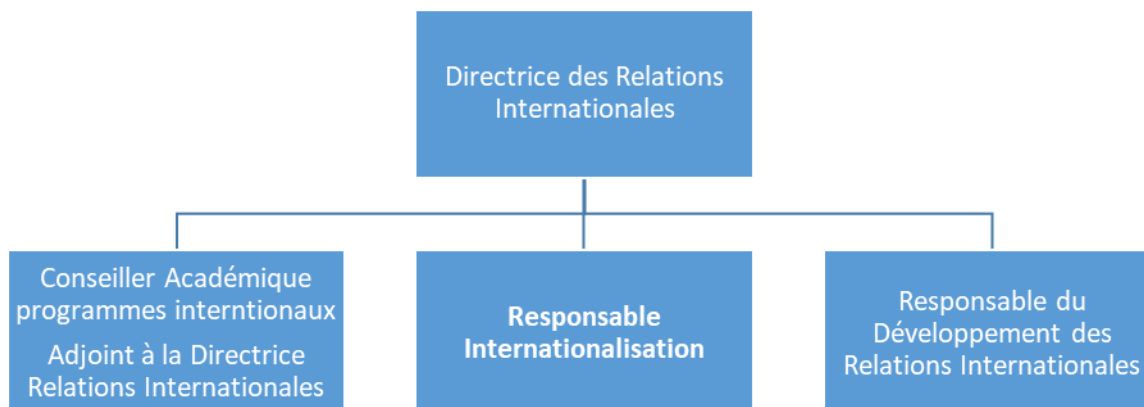 Directrice des Relations
Internationales
Conseiller Académique
programmes interntionaux
Adjoint à la Directrice
Relations Internationales
Responsable
Internationalisation
Responsable du
Développement des
Relations Internationales